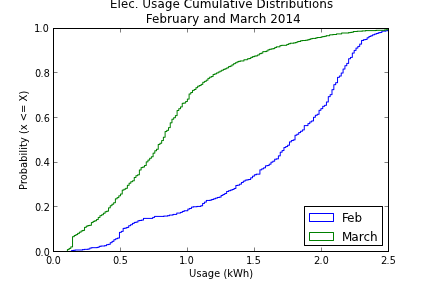 Elec. Usage Cumulative Distributions
February and March 2014
1.0
0.8
0.6
0.4
0.2
0.0
Probability (x <= X)
0.0 0.5 1.0 1.5 2.0 2.5
Usage (kWh)
Feb
March